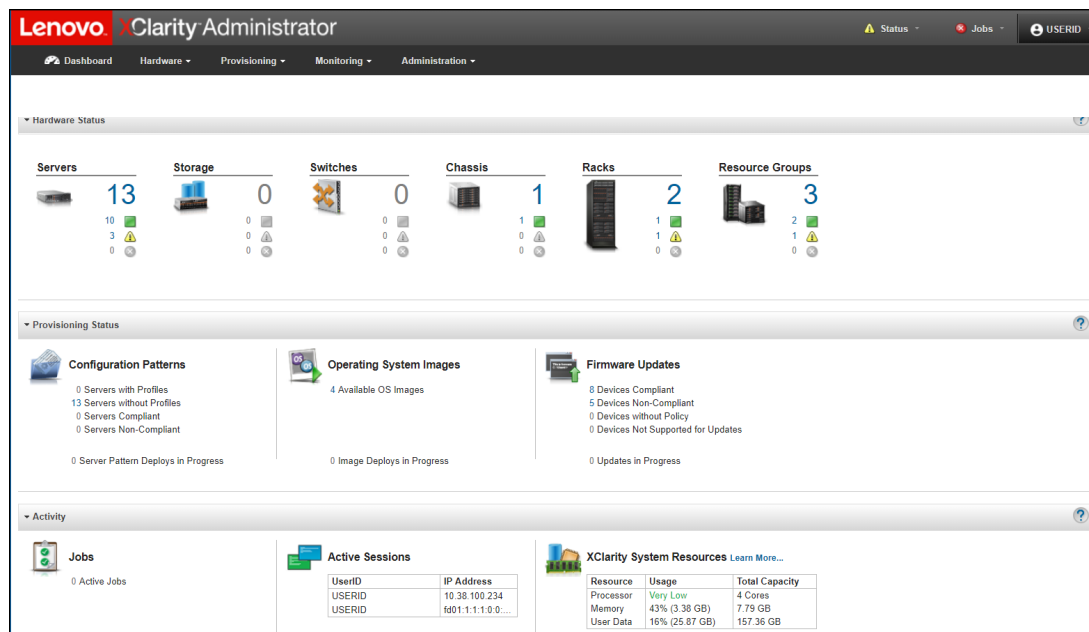 Lenovo. XClarity Administrator
Status
Jobs
USERID
Dashboard Hardware Provisioning Monitoring Administration
Hardware Status
?
Servers Storage Switches Chassis Racks Resource Groups
13 0 0 1 2 3
10 0 0 1 1 2
3 0 0 0 1 1
0 0 0 0 0 0
Provisioning Status
?
Configuration Patterns
0 Servers with Profiles
13 Servers without Profiles
0 Servers Compliant
0 Servers Non-Compliant
0 Server Pattern Deploys in Progress
OS
Operating System Images
4 Available OS Images
0 Image Deploys in Progress
Firmware Updates
8 Devices Compliant
5 Devices Non-Compliant
0 Devices without Policy
0 Devices Not Supported for Updates
0 Updates in Progress
Activity
?
Jobs
0 Active Jobs
Active Sessions
UserID IP Address
USERID 10.38.100.234
USERID fd01:1:1:1:0:0:...
XClarity System Resources Learn More...
Resource Usage Total Capacity
Processor Very Low 4 Cores
Memory 43% (3.38 GB) 7.79 GB
User Data 16% (25.87 GB) 157.36 GB